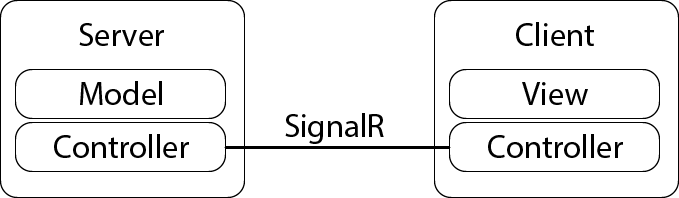 Server
Model
Controller
SignalR
Client
View
Controller